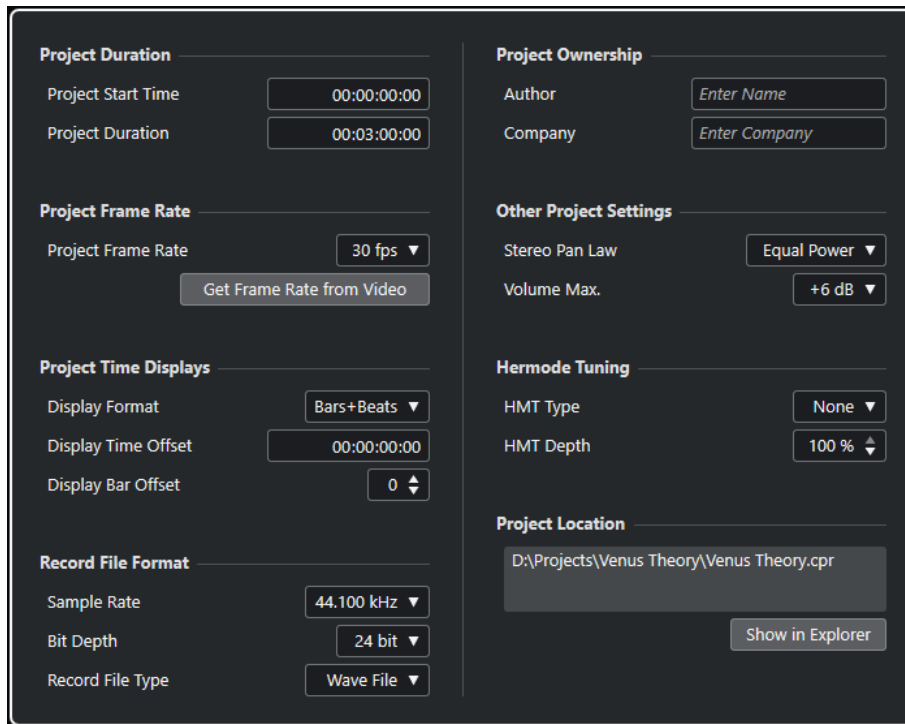 Project Duration
Project Start Time 00:00:00:00
Project Duration 00:03:00:00
Project Frame Rate
Project Frame Rate 30 fps
Get Frame Rate from Video
Project Time Displays
Display Format Bars+Beats
Display Time Offset 00:00:00:00
Display Bar Offset 0
Record File Format
Sample Rate 44.100 kHz
Bit Depth 24 bit
Record File Type Wave File
Project Ownership
Author Enter Name
Company Enter Company
Other Project Settings
Stereo Pan Law Equal Power
Volume Max. +6 dB
Hermode Tuning
HMT Type None
HMT Depth 100 %
Project Location
D:\Projects\Venus Theory\Venus Theory.cpr
Show in Explorer